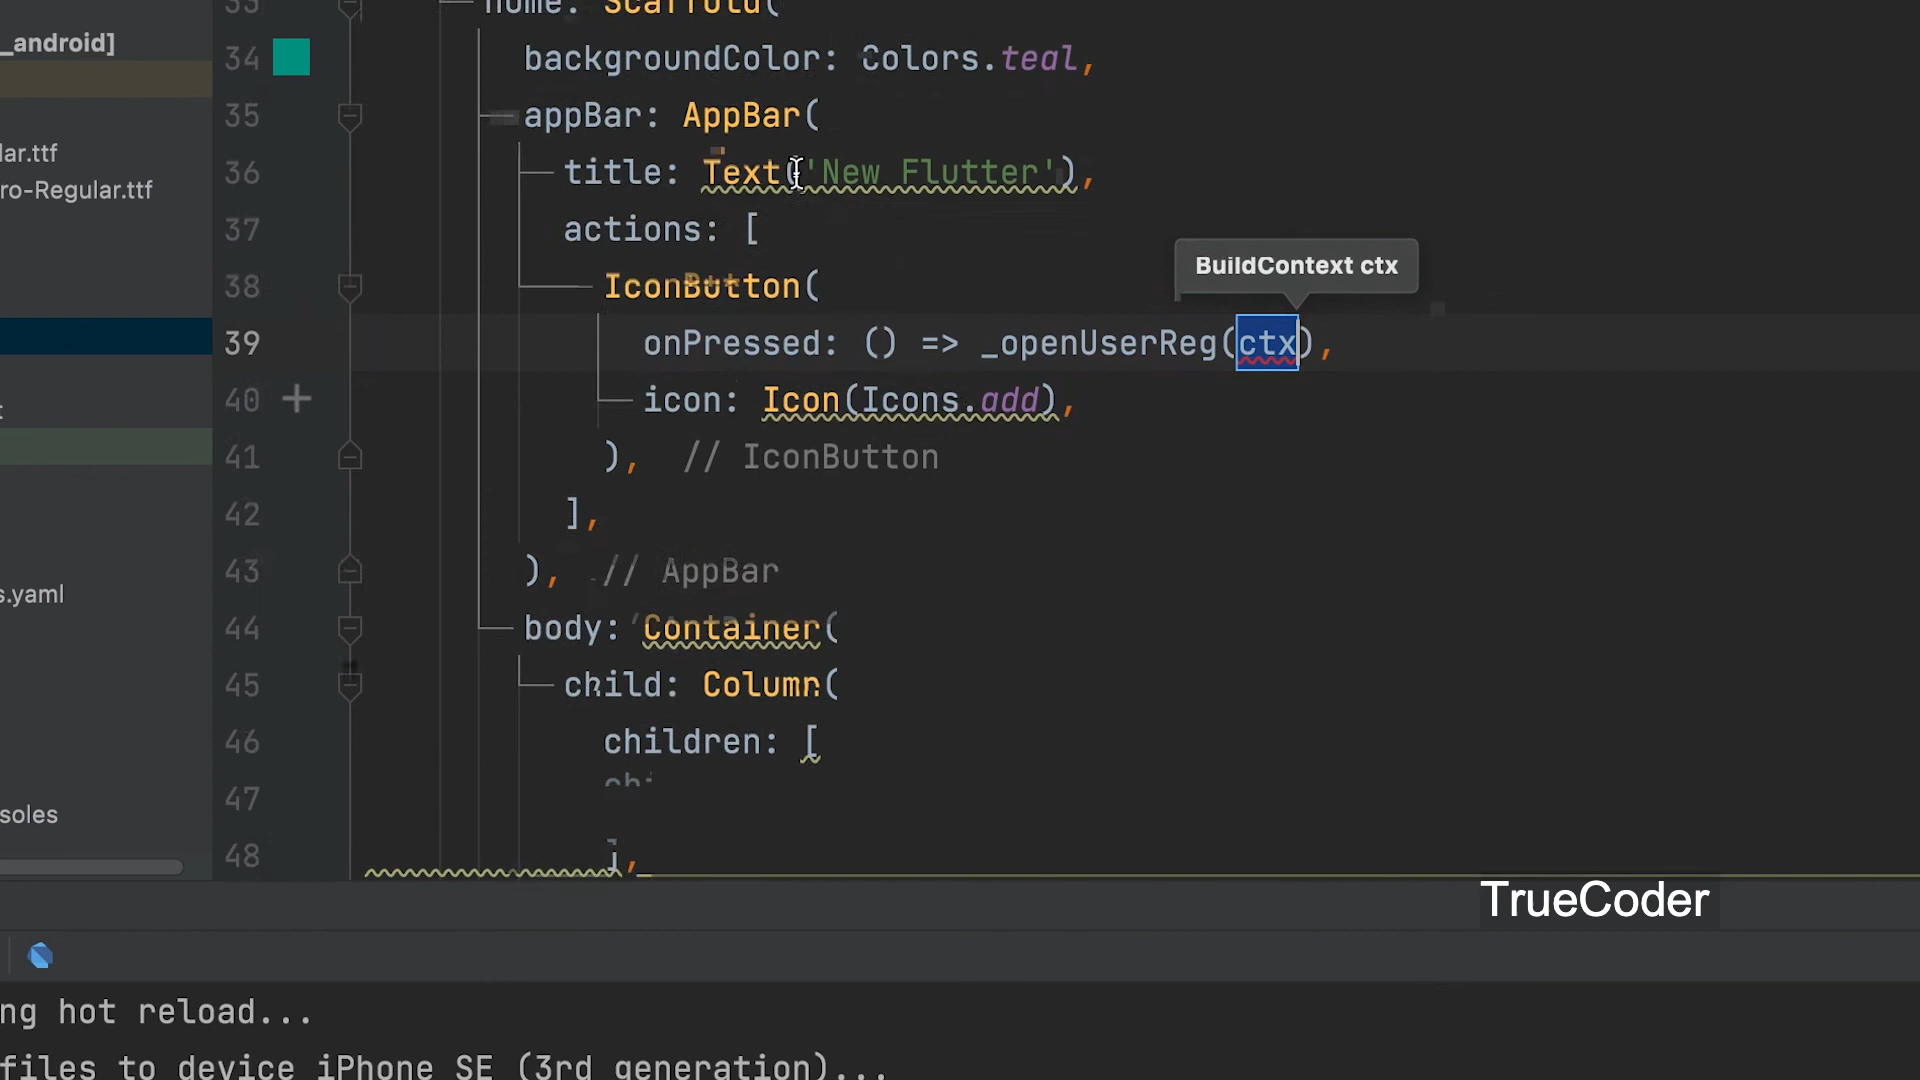 _android]
lar.ttf
ro-Regular.ttf
s.yaml
soles
33 home: Scaffold(
34 backgroundColor: Colors.teal,
35 appBar: AppBar(
36 title: Text('New Flutter'),
37 actions: [
BuildContext ctx
38 IconButton(
39 onPressed: () => _openUserReg(ctx),
40 icon: Icon(Icons.add),
41 ), // IconButton
42 ],
43 ), // AppBar
44 body: Container(
45 child: Column(
46 children: [
47
48 ],
TrueCoder
ng hot reload...
files to device iPhone SE (3rd generation)...